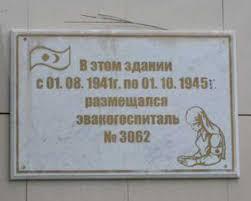 В этом здании
с 01. 08. 1941г. по 01. 10. 1945г.
размещался
эвакогоспиталь
№ 3062